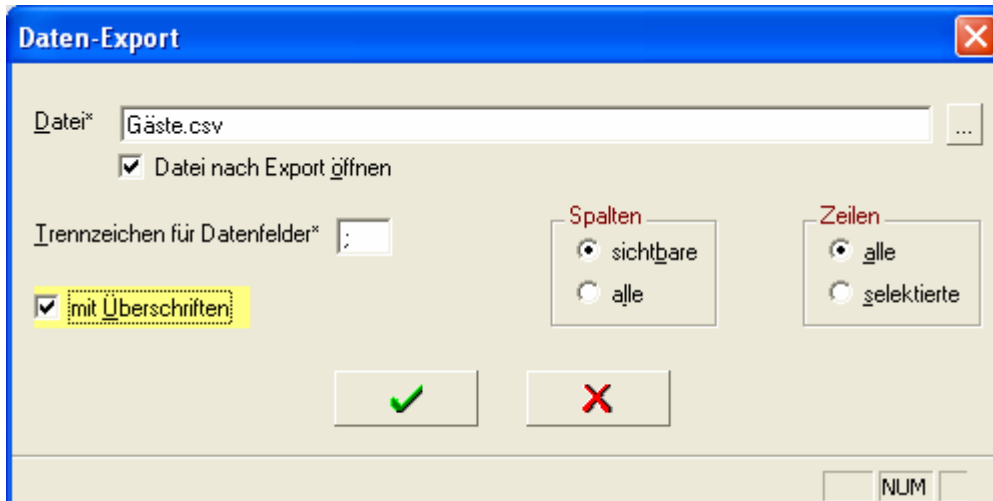 Daten-Export
Datei* Gäste.csv ...
Datei nach Export öffnen
Trennzeichen für Datenfelder* ;
mit Überschriften
Spalten
sichtbare
alle
Zeilen
alle
selektierte
NUM